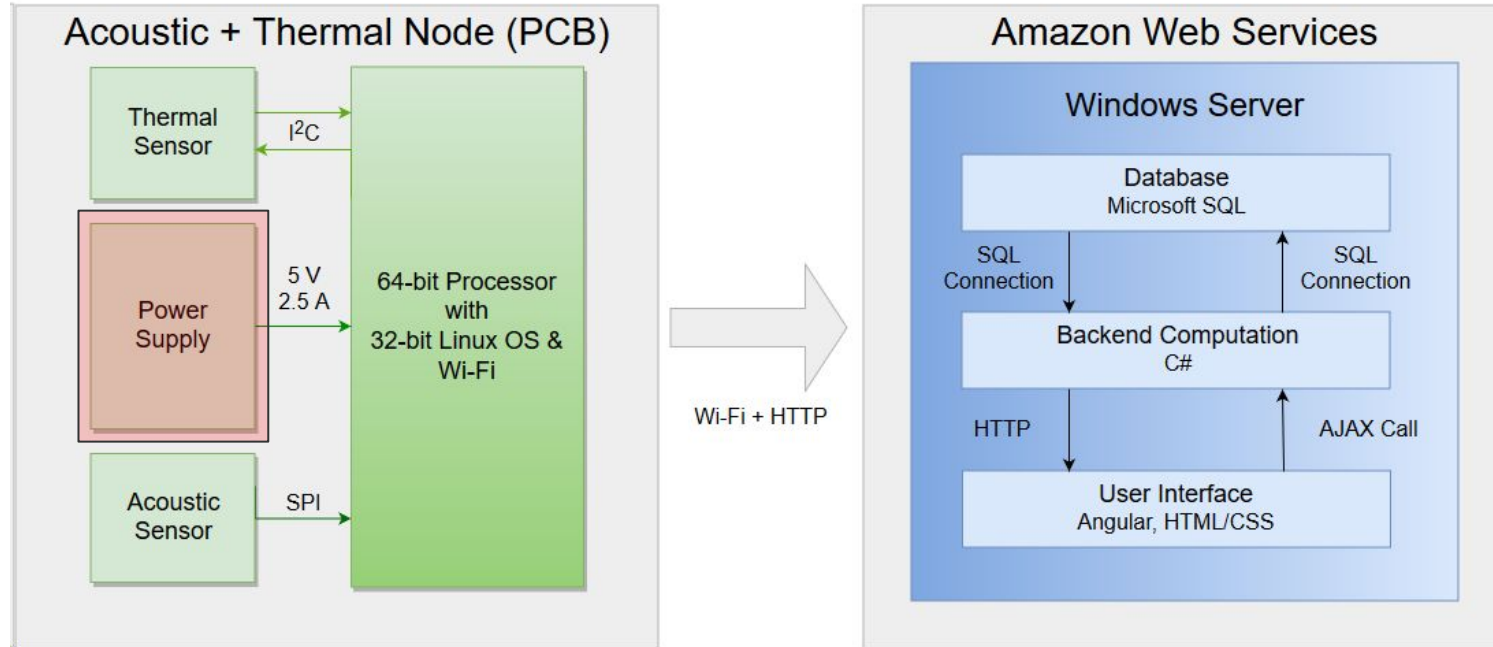 Acoustic + Thermal Node (PCB)
Thermal
Sensor
I²C
Power
Supply
5 V
2.5 A
64-bit Processor
with
32-bit Linux OS &
Wi-Fi
Acoustic
Sensor
SPI
Wi-Fi + HTTP
Amazon Web Services
Windows Server
Database
Microsoft SQL
SQL
Connection
SQL
Connection
Backend Computation
C#
HTTP
AJAX Call
User Interface
Angular, HTML/CSS